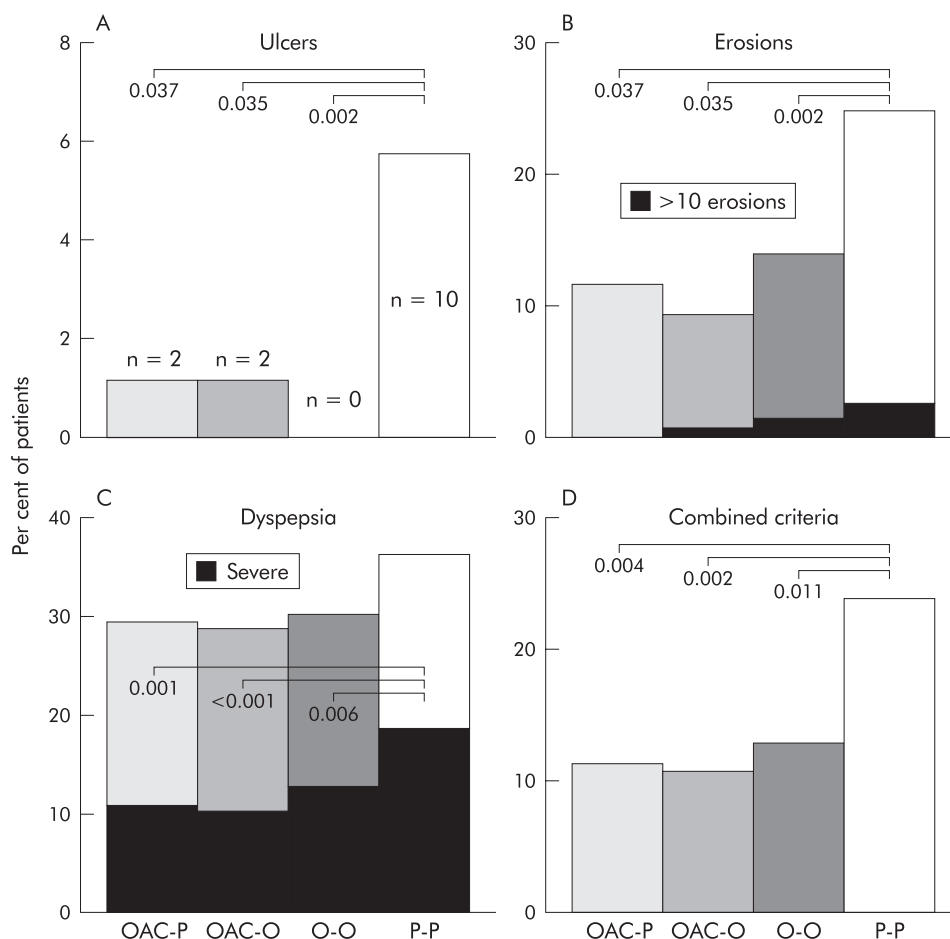 Per cent of patients
A
Ulcers
8
6
4
2
0
0.037
0.035
0.002
n = 2
n = 2
n = 0
n = 10
B
Erosions
30
20
10
0
0.037
0.035
0.002
>10 erosions
C
Dyspepsia
40
30
20
10
0
Severe
0.001
<0.001
0.006
OAC-P
OAC-O
O-O
P-P
D
Combined criteria
30
20
10
0
0.004
0.002
0.011
OAC-P
OAC-O
O-O
P-P